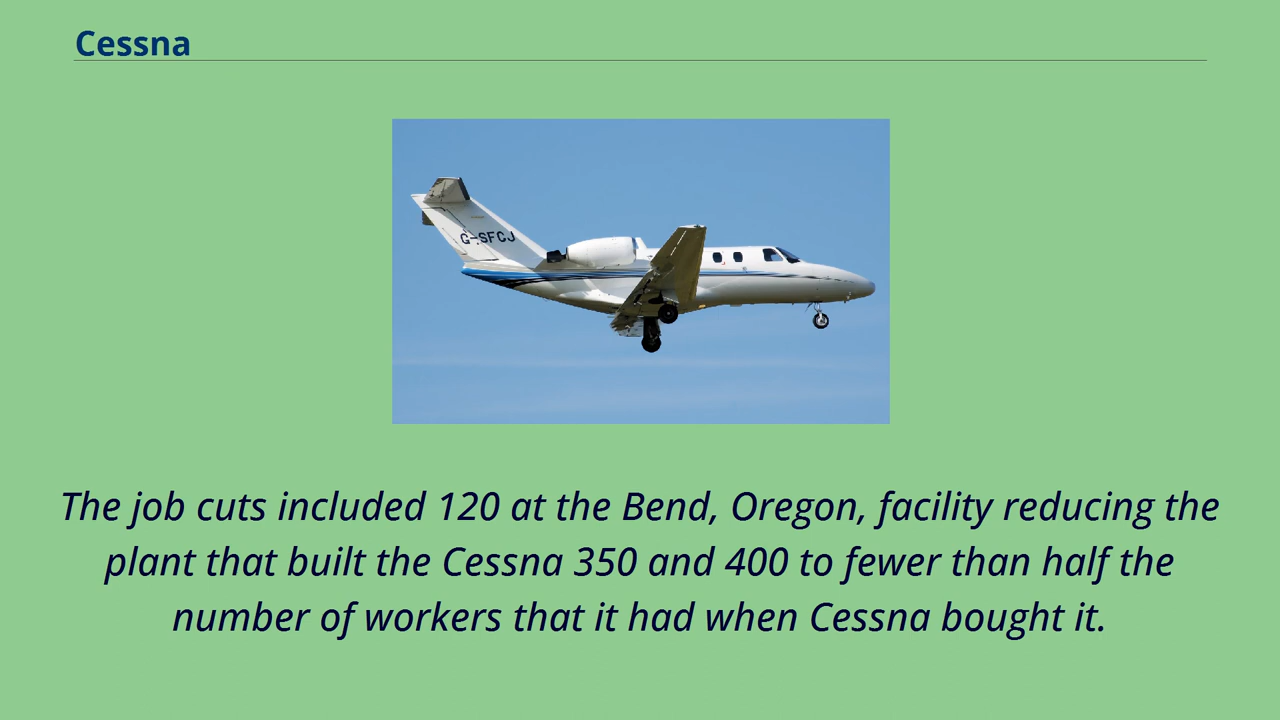 Cessna
G-SFCJ
The job cuts included 120 at the Bend, Oregon, facility reducing the
plant that built the Cessna 350 and 400 to fewer than half the
number of workers that it had when Cessna bought it.